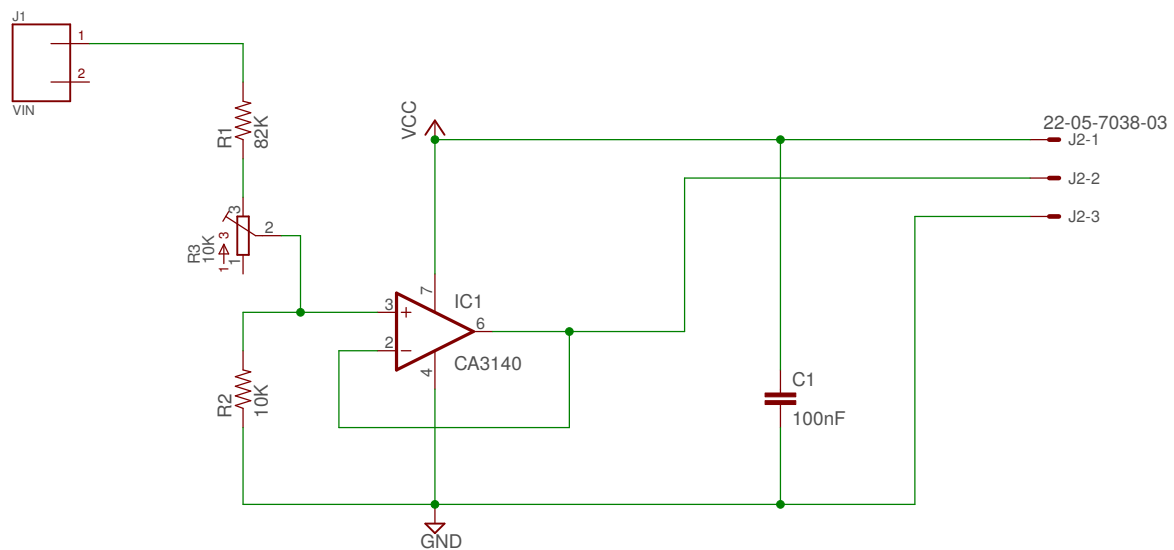 J1
1
2
VIN
R1
82K
VCC
22-05-7038-03
J2-1
J2-2
J2-3
R3
10K
3
2
1
1
3
3
2
7
4
6
+
−
IC1
CA3140
R2
10K
C1
100nF
GND